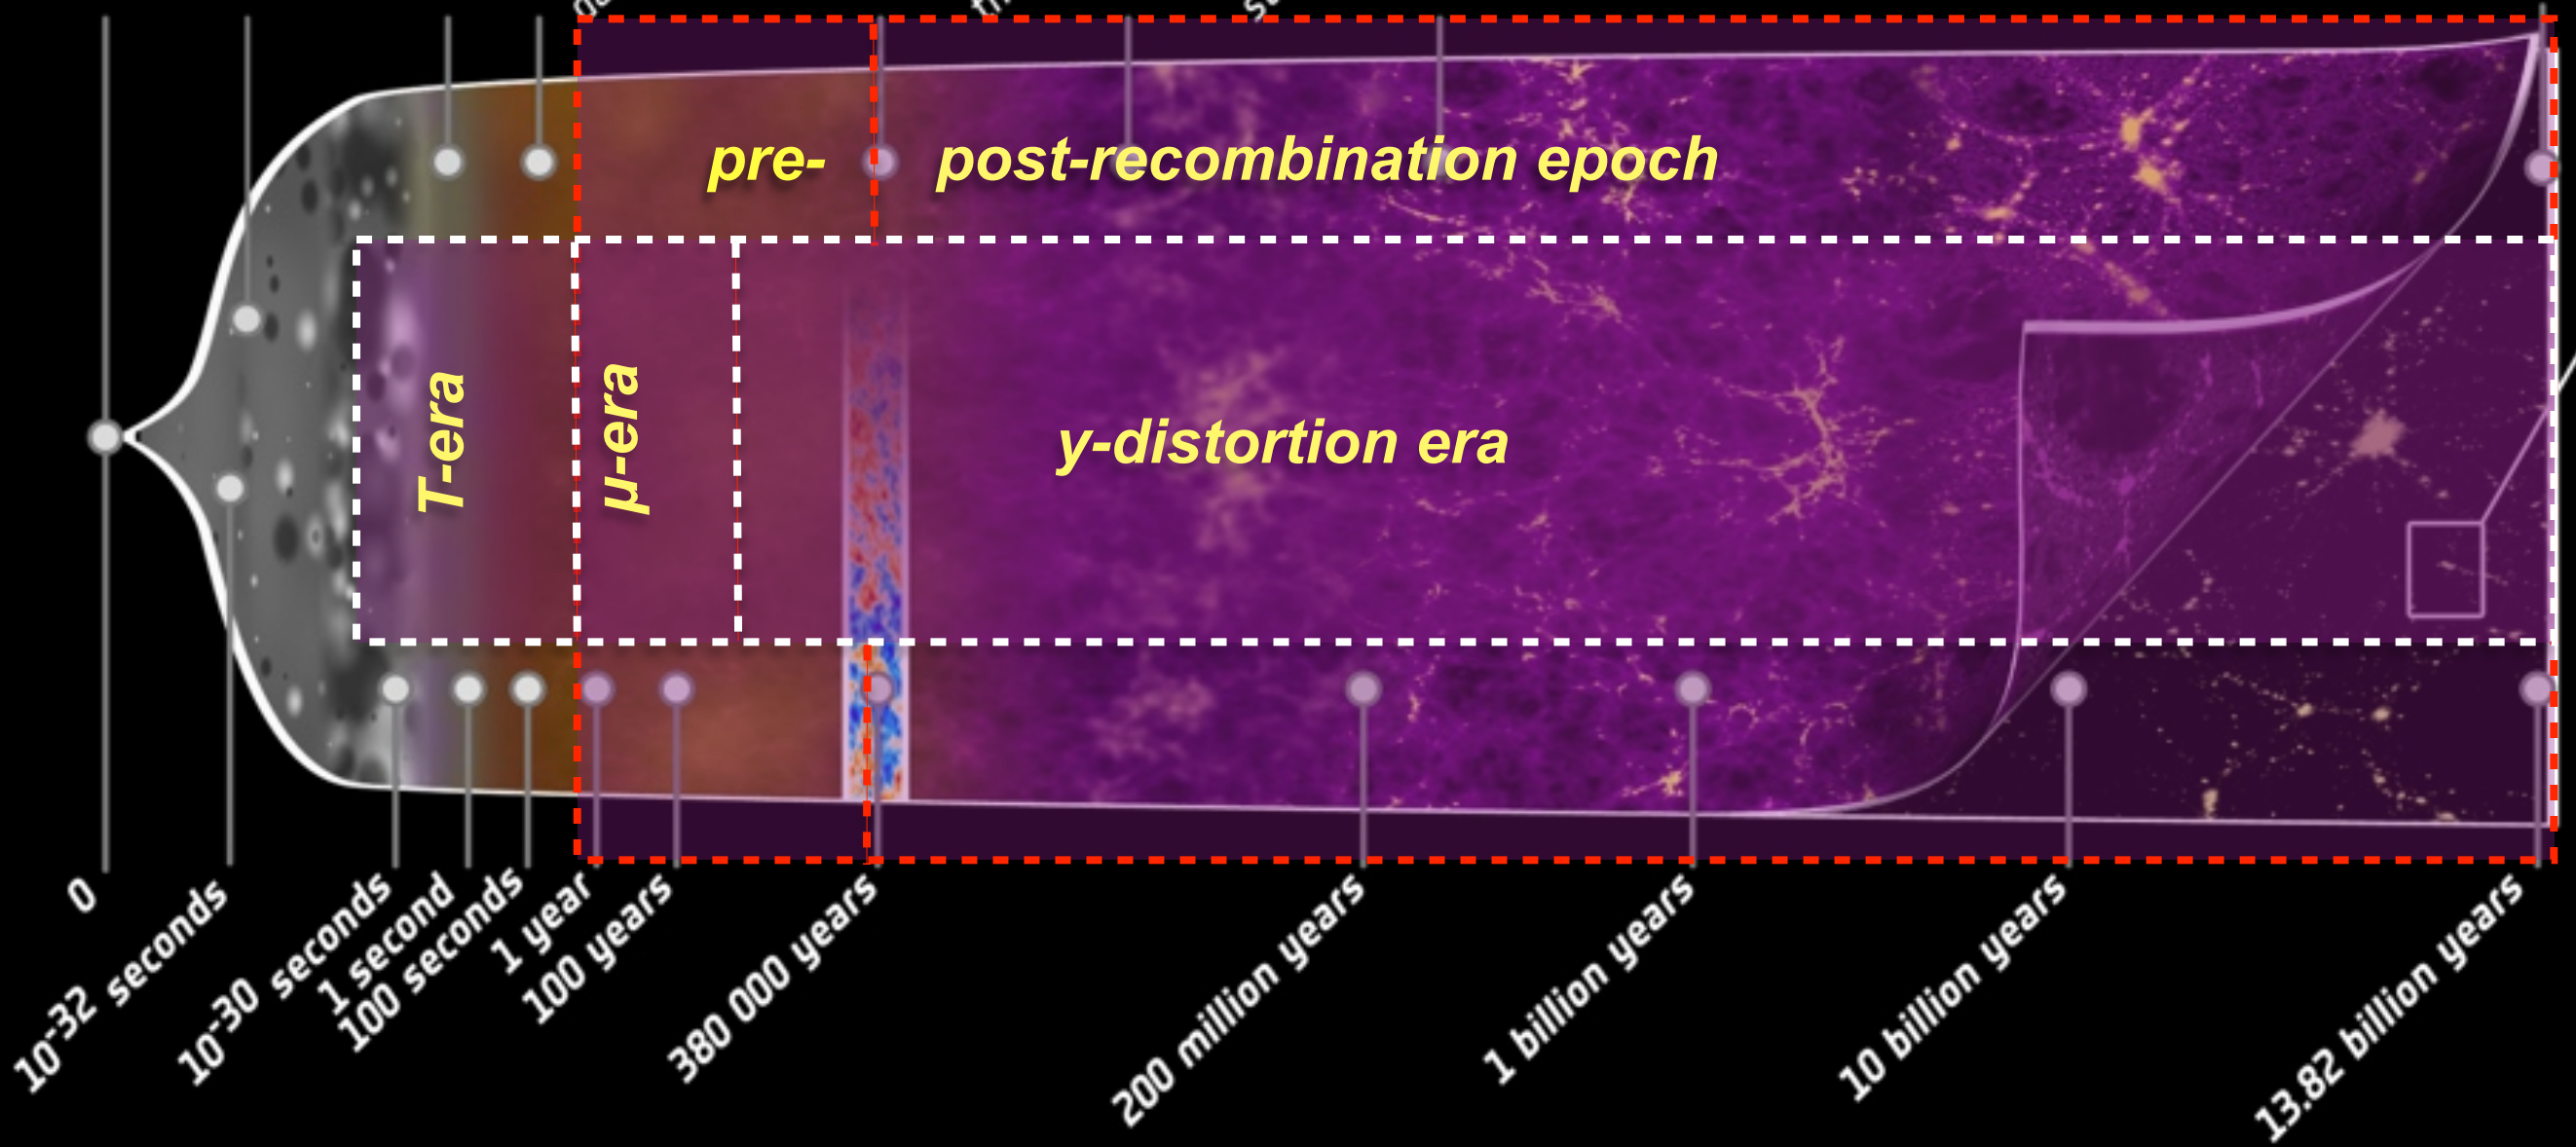 pre-
post-recombination epoch
T-era
μ-era
y-distortion era
0
10-32 seconds
10-30 seconds
1 second
100 seconds
1 year
100 years
380 000 years
200 million years
1 billion years
10 billion years
13.82 billion years